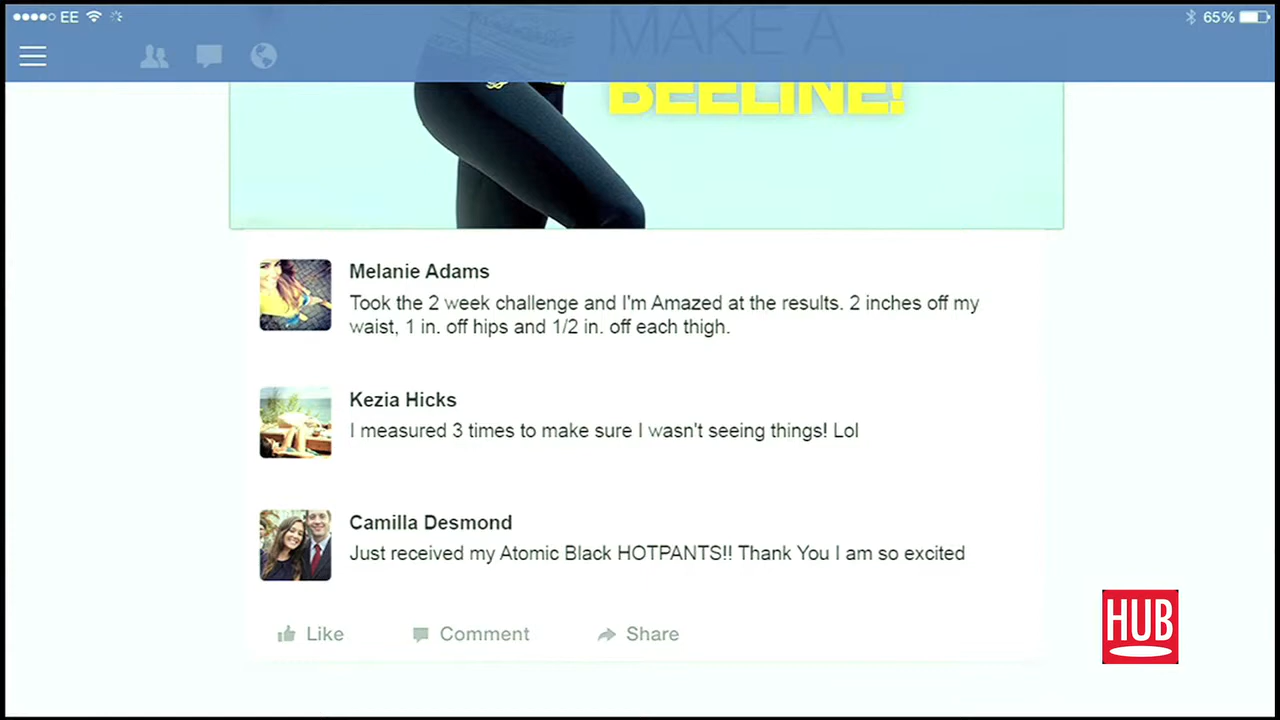 EE
65%
MAKE A
BEELINE!
Melanie Adams
Took the 2 week challenge and I'm Amazed at the results. 2 inches off my
waist, 1 in. off hips and 1/2 in. off each thigh.
Kezia Hicks
I measured 3 times to make sure I wasn't seeing things! Lol
Camilla Desmond
Just received my Atomic Black HOTPANTS!! Thank You I am so excited
Like Comment Share
HUB